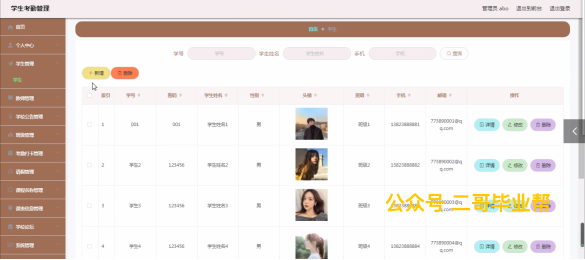 学生考勤管理
管理员 abo 退出到前台 退出登录
首页
个人中心
学生管理
学生
教师管理
学校公告管理
班级管理
考勤打卡管理
请假管理
课程名称管理
课程信息管理
学校论坛
系统管理
首页 学生
学号 学号 学生姓名 学生姓名 手机 手机 搜索
新增 删除
索引 学号 密码 学生姓名 性别 头像 班级 手机 邮箱 操作
1 001 001 学生姓名1 男 班级1 13823888881 773890001@qq.com 详情 修改 删除
2 学生2 123456 学生姓名2 男 班级2 13823888882 773890002@qq.com 详情 修改 删除
3 学生3 123456 学生姓名3 男 班级3 13823888883 详情 修改 删除
公众号 二哥毕业帮
4 学生4 123456 学生姓名4 男 班级4 13823888884 773890004@qq.com 详情 修改 删除